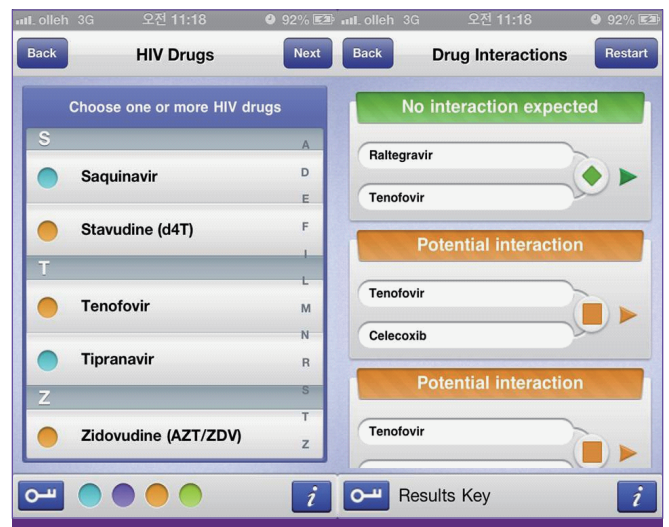 olleh 3G 오전 11:18 92%
Back HIV Drugs Next
Choose one or more HIV drugs
S
Saquinavir
Stavudine (d4T)
T
Tenofovir
Tipranavir
Z
Zidovudine (AZT/ZDV)
A
D
E
F
I
L
M
N
R
S
T
Z
i
olleh 3G 오전 11:18 92%
Back Drug Interactions Restart
No interaction expected
Raltegravir
Tenofovir
Potential interaction
Tenofovir
Celecoxib
Potential interaction
Tenofovir
Results Key i